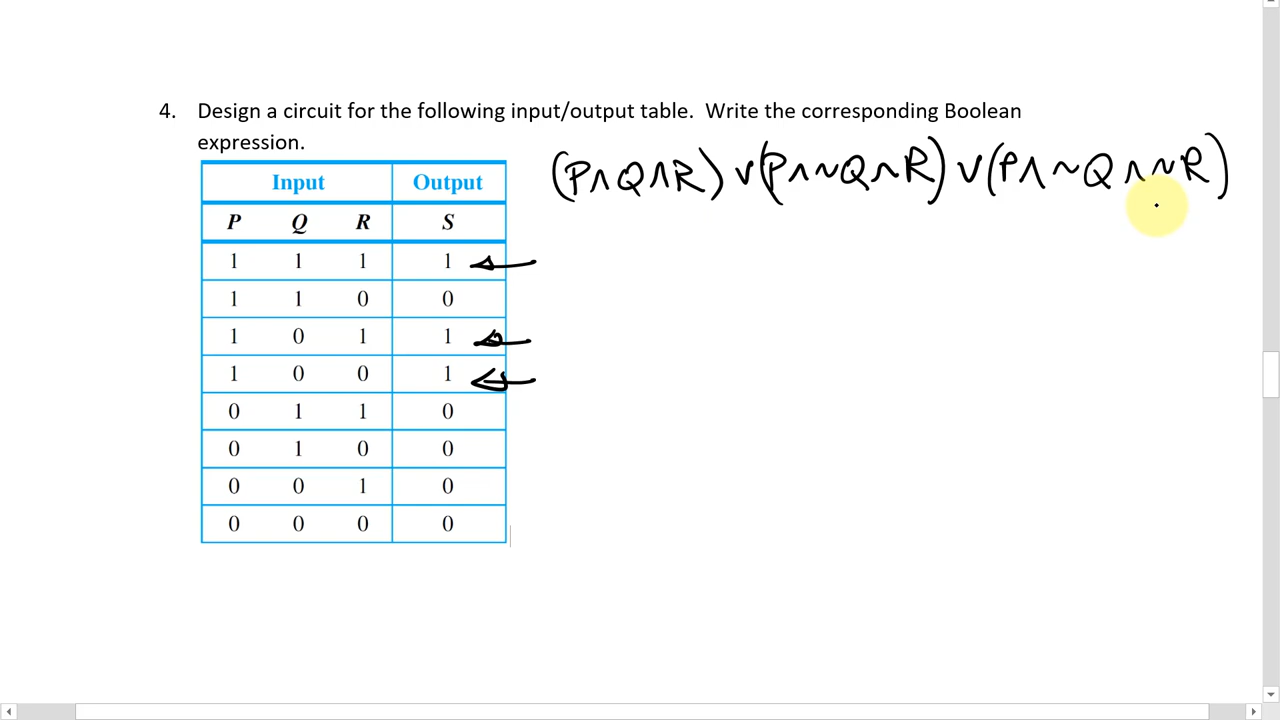 4. Design a circuit for the following input/output table. Write the corresponding Boolean
expression.
(P∧Q∧R)∨(P∧~Q∧R)∨(P∧~Q∧~R)
Input Output
P Q R S
1 1 1 1
1 1 0 0
1 0 1 1
1 0 0 1
0 1 1 0
0 1 0 0
0 0 1 0
0 0 0 0